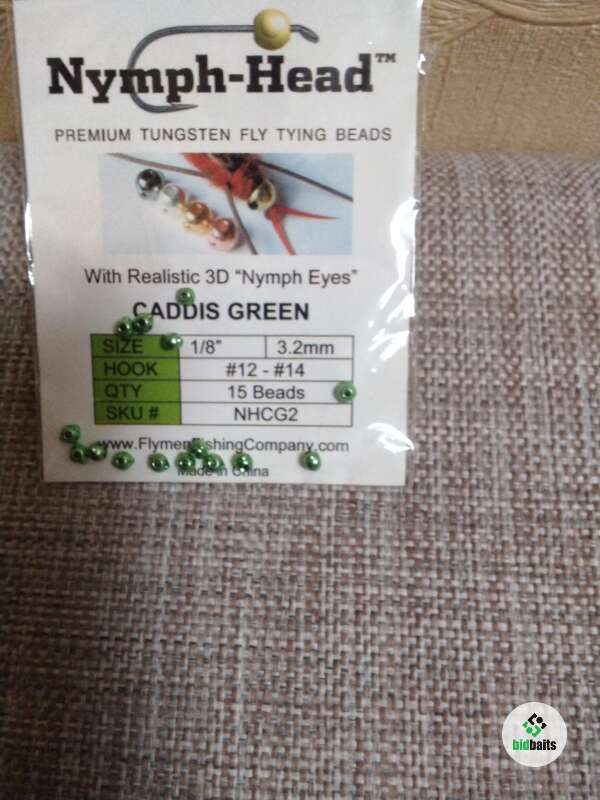 Nymph-Head™
PREMIUM TUNGSTEN FLY TYING BEADS
With Realistic 3D "Nymph Eyes"
CADDIS GREEN
SIZE 1/8" 3.2mm
HOOK #12 - #14
QTY 15 Beads
SKU # NHCG2
www.FlymenFishingCompany.com
Made in China
bidbaits